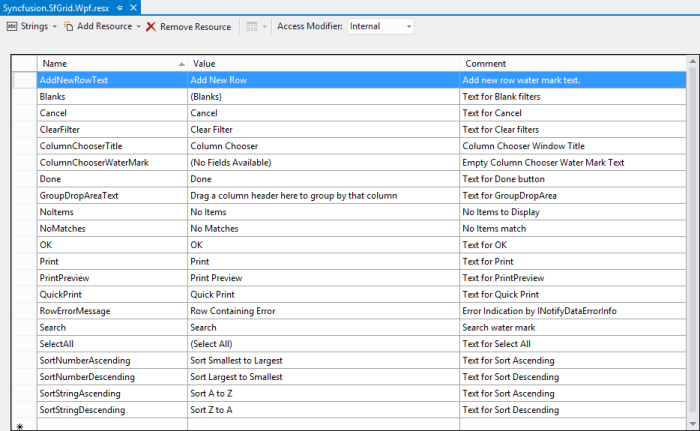 Syncfusion.SfGrid.Wpf.resx
Strings Add Resource Remove Resource Access Modifier: Internal
Name Value Comment
AddNewRowText Add New Row Add new row water mark text.
Blanks (Blanks) Text for Blank filters
Cancel Cancel Text for Cancel
ClearFilter Clear Filter Text for Clear filters
ColumnChooserTitle Column Chooser Column Chooser Window Title
ColumnChooserWaterMark (No Fields Available) Empty Column Chooser Water Mark Text
Done Done Text for Done button
GroupDropAreaText Drag a column header here to group by that column Text for GroupDropArea
NoItems No Items No Items to Display
NoMatches No Matches No Items match
OK OK Text for OK
Print Print Text for Print
PrintPreview Print Preview Text for PrintPreview
QuickPrint Quick Print Text for Quick Print
RowErrorMessage Row Containing Error Error Indication by INotifyDataErrorInfo
Search Search Search water mark
SelectAll (Select All) Text for Select All
SortNumberAscending Sort Smallest to Largest Text for Sort Ascending
SortNumberDescending Sort Largest to Smallest Text for Sort Descending
SortStringAscending Sort A to Z Text for Sort Ascending
SortStringDescending Sort Z to A Text for Sort Descending